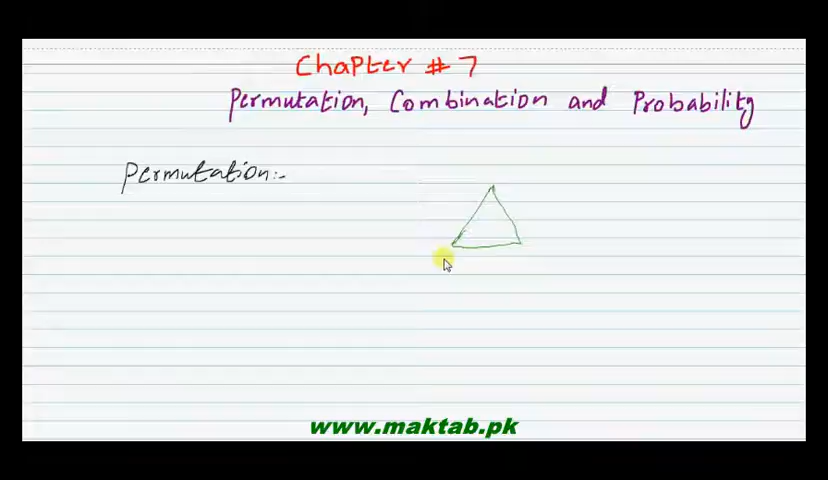 Chapter # 7
Permutation, Combination and Probability
Permutation:-
www.maktab.pk